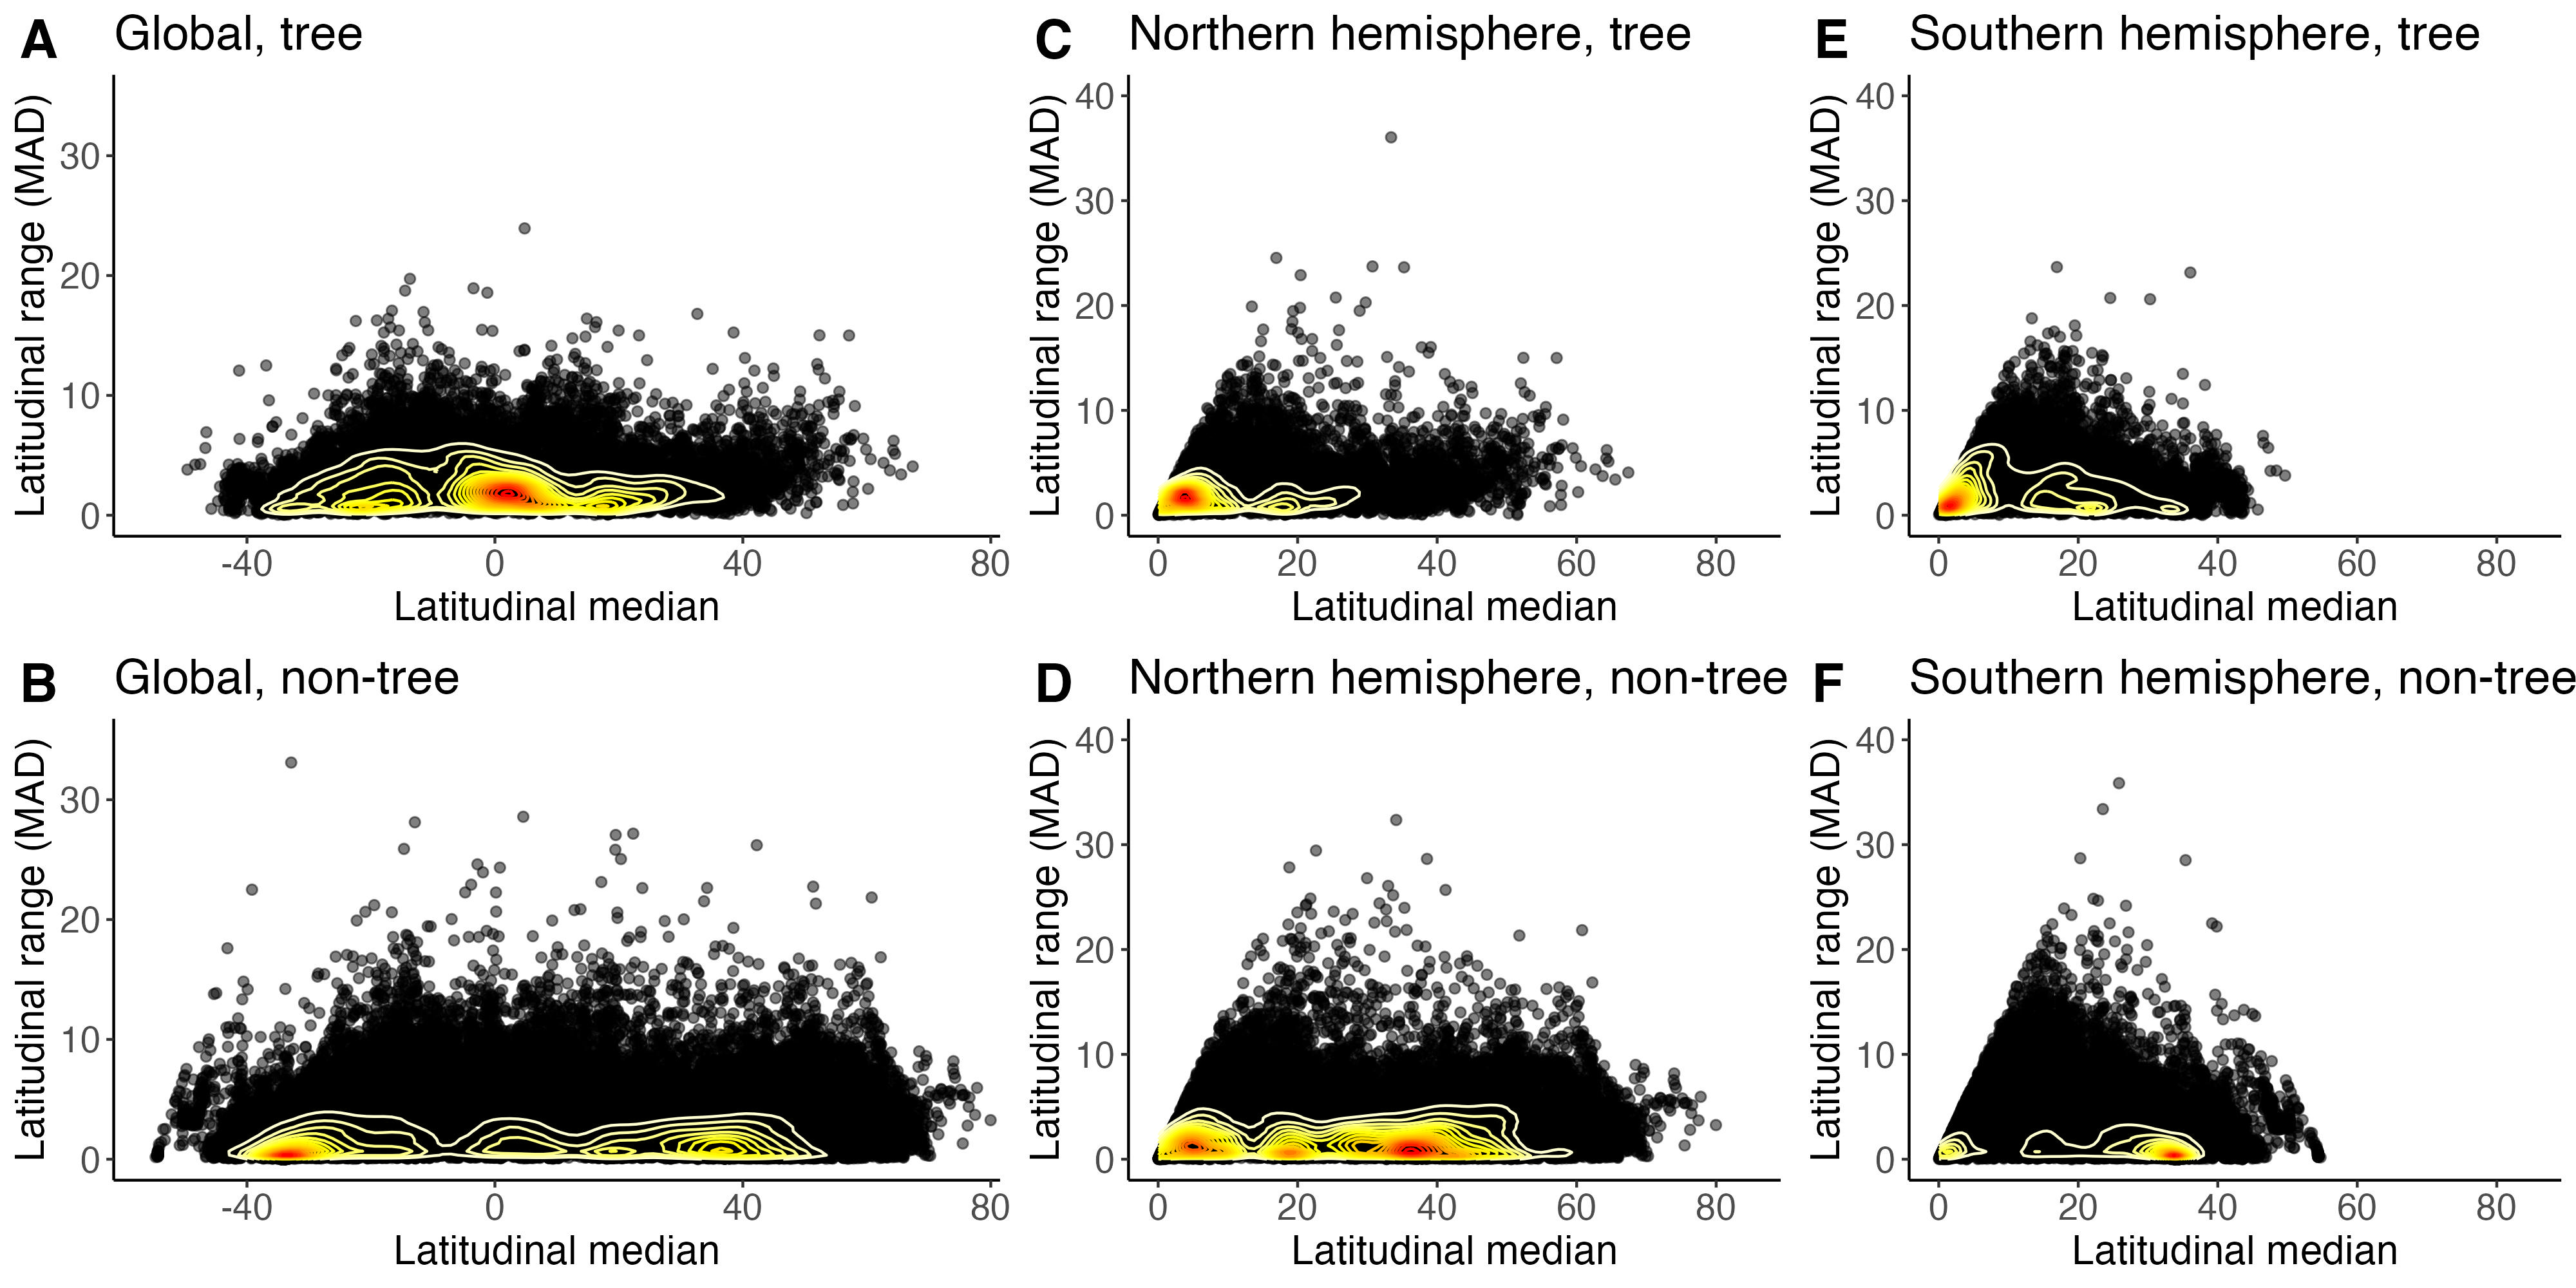 A Global, tree
Latitudinal range (MAD)
30
20
10
0
-40 0 40 80
Latitudinal median
C Northern hemisphere, tree
Latitudinal range (MAD)
40
30
20
10
0
0 20 40 60 80
Latitudinal median
E Southern hemisphere, tree
Latitudinal range (MAD)
40
30
20
10
0
0 20 40 60 80
Latitudinal median
B Global, non-tree
Latitudinal range (MAD)
30
20
10
0
-40 0 40 80
Latitudinal median
D Northern hemisphere, non-tree
Latitudinal range (MAD)
40
30
20
10
0
0 20 40 60 80
Latitudinal median
F Southern hemisphere, non-tree
Latitudinal range (MAD)
40
30
20
10
0
0 20 40 60 80
Latitudinal median